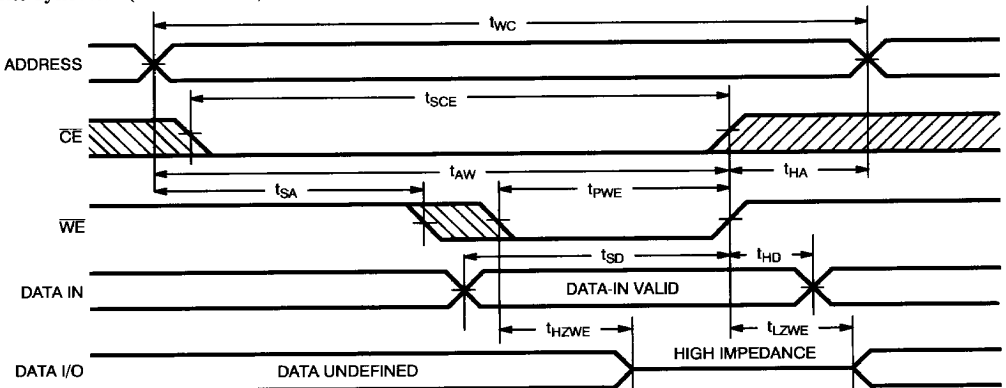 tWC
ADDRESS
tSCE
CE
tAW
tHA
tSA
tPWE
WE
tSD
tHD
DATA IN
DATA-IN VALID
tHZWE
tLZWE
HIGH IMPEDANCE
DATA I/O
DATA UNDEFINED